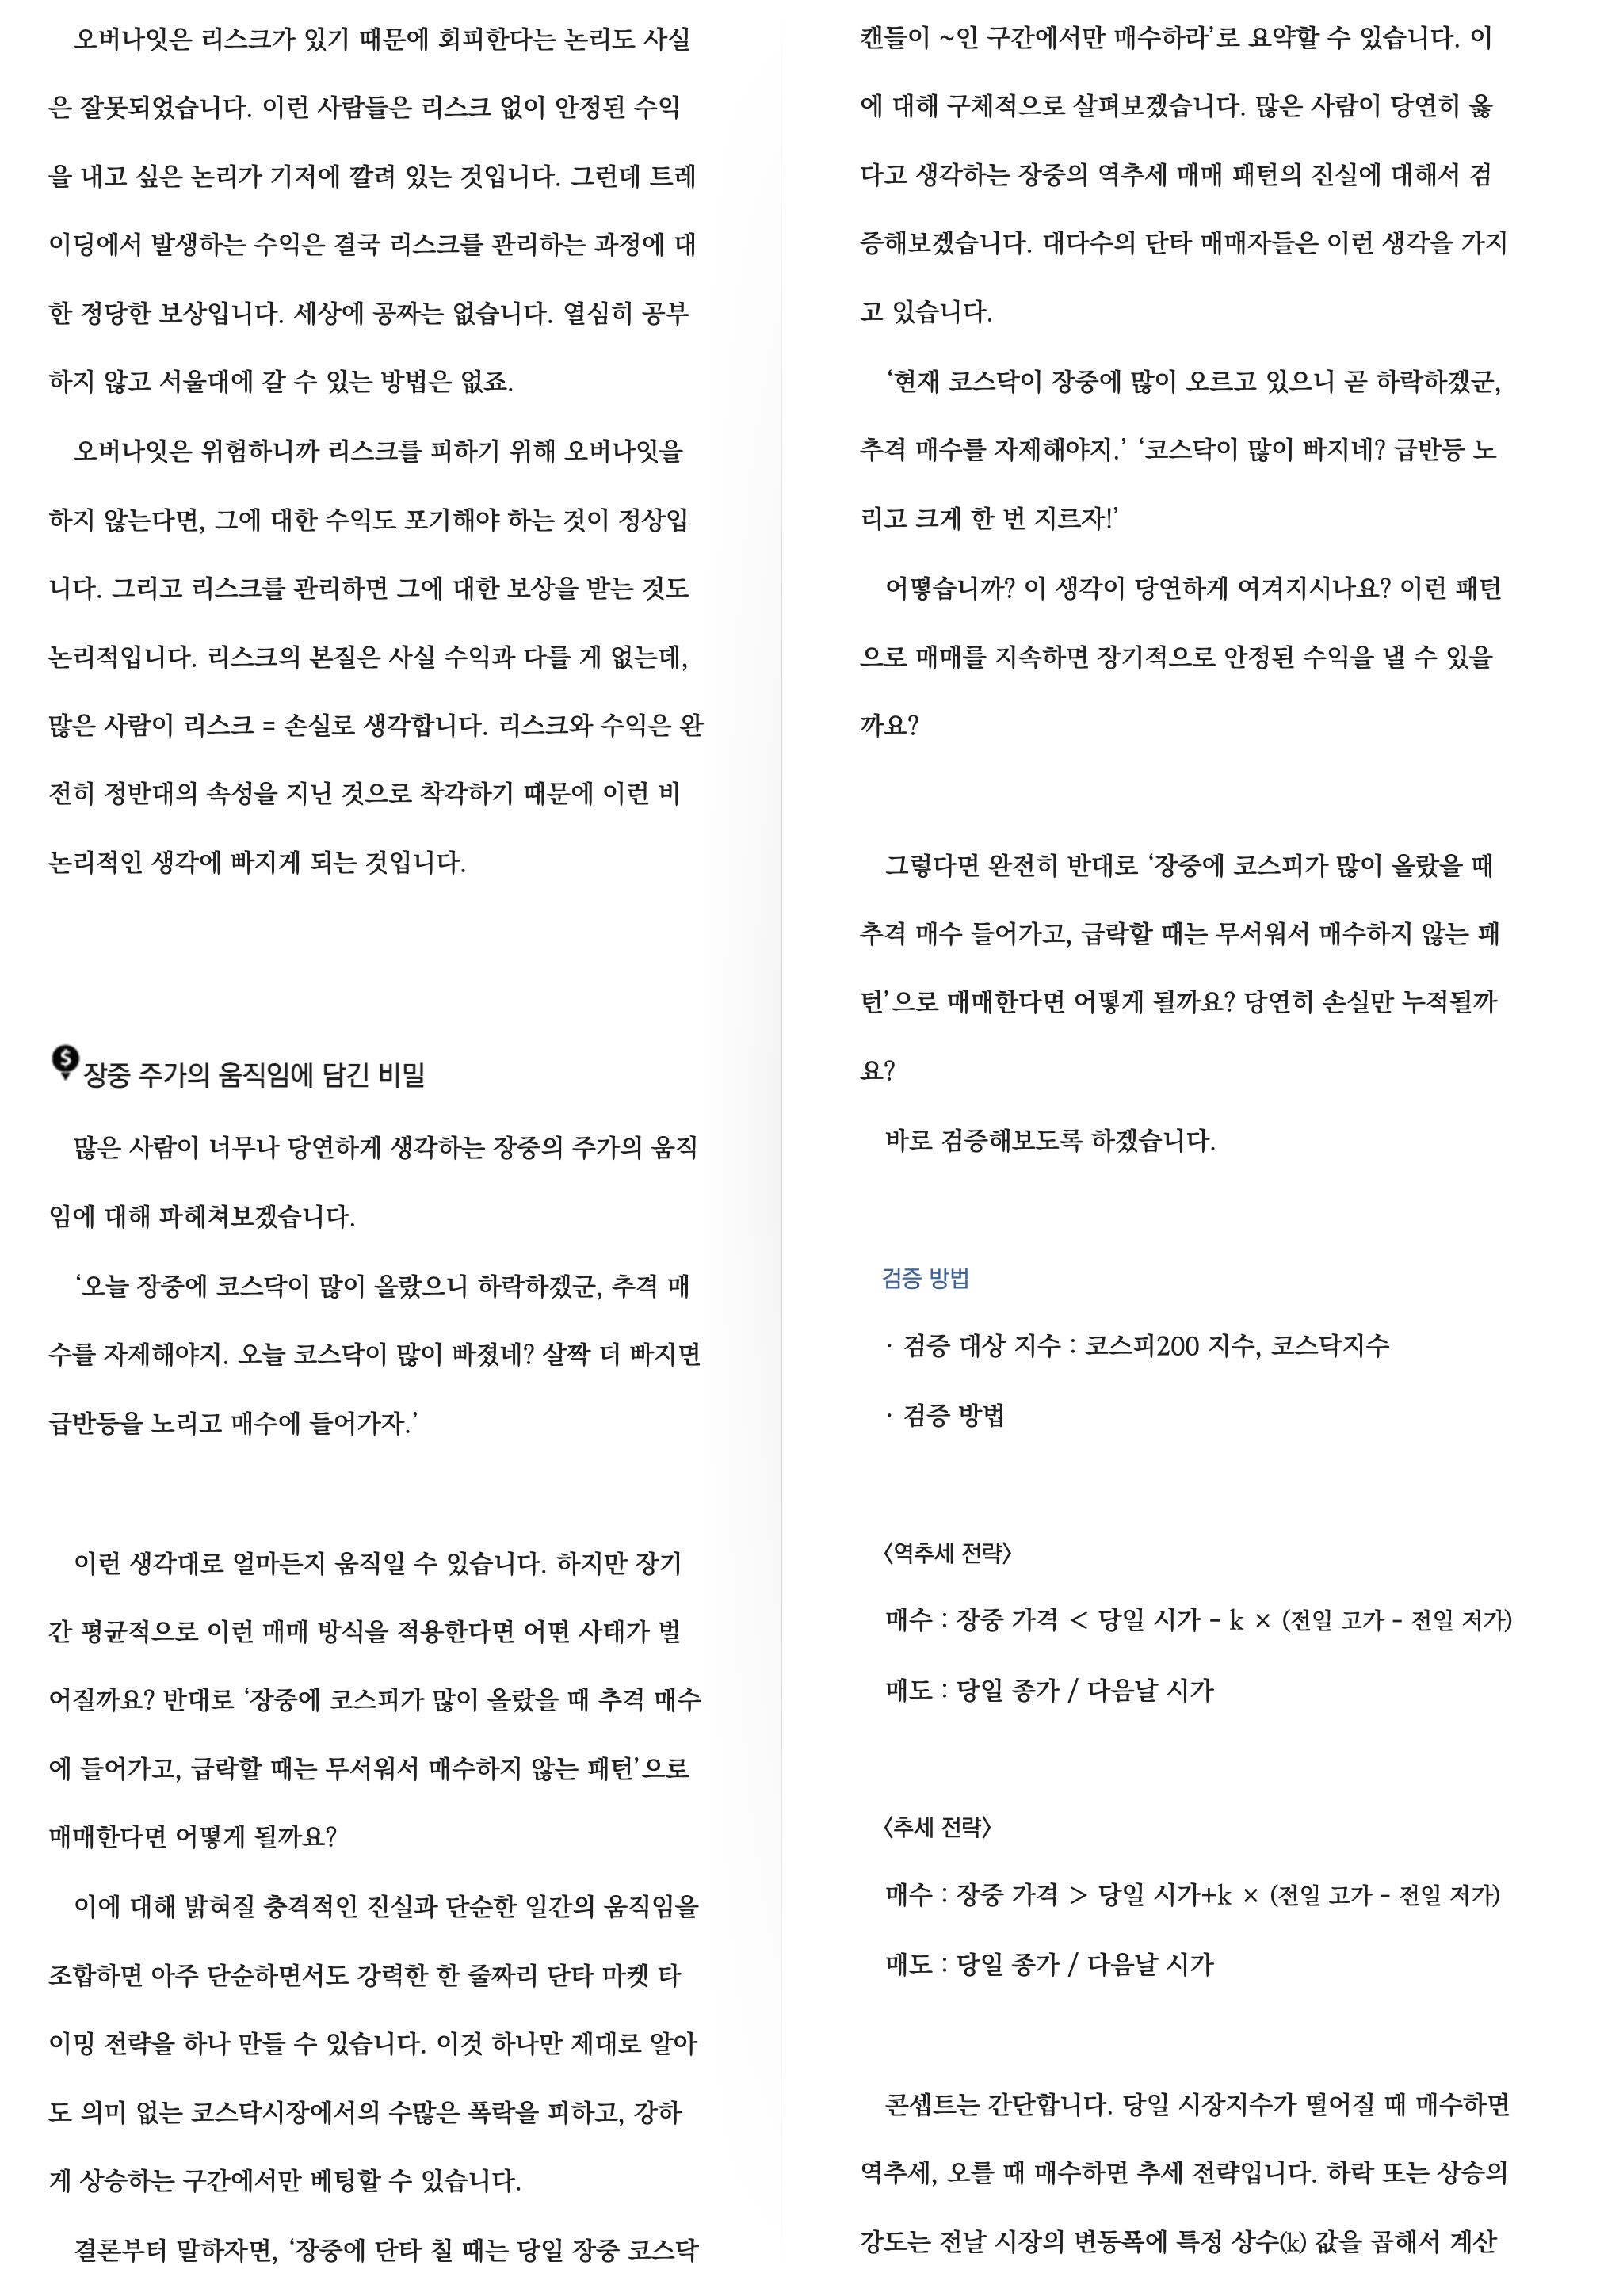 오버나잇은 리스크가 있기 때문에 회피한다는 논리도 사실
은 잘못되었습니다. 이런 사람들은 리스크 없이 안정된 수익
을 내고 싶은 논리가 기저에 깔려 있는 것입니다. 그런데 트레
이딩에서 발생하는 수익은 결국 리스크를 관리하는 과정에 대
한 정당한 보상입니다. 세상에 공짜는 없습니다. 열심히 공부
하지 않고 서울대에 갈 수 있는 방법은 없죠.
오버나잇은 위험하니까 리스크를 피하기 위해 오버나잇을
하지 않는다면, 그에 대한 수익도 포기해야 하는 것이 정상입
니다. 그리고 리스크를 관리하면 그에 대한 보상을 받는 것도
논리적입니다. 리스크의 본질은 사실 수익과 다를 게 없는데,
많은 사람이 리스크 = 손실로 생각합니다. 리스크와 수익은 완
전히 정반대의 속성을 지닌 것으로 착각하기 때문에 이런 비
논리적인 생각에 빠지게 되는 것입니다.
장중 주가의 움직임에 담긴 비밀
많은 사람이 너무나 당연하게 생각하는 장중의 주가의 움직
임에 대해 파헤쳐보겠습니다.
‘오늘 장중에 코스닥이 많이 올랐으니 하락하겠군, 추격 매
수를 자제해야지. 오늘 코스닥이 많이 빠졌네? 살짝 더 빠지면
급반등을 노리고 매수에 들어가자.’
이런 생각대로 얼마든지 움직일 수 있습니다. 하지만 장기
간 평균적으로 이런 매매 방식을 적용한다면 어떤 사태가 벌
어질까요? 반대로 ‘장중에 코스피가 많이 올랐을 때 추격 매수
에 들어가고, 급락할 때는 무서워서 매수하지 않는 패턴’으로
매매한다면 어떻게 될까요?
이에 대해 밝혀질 충격적인 진실과 단순한 일간의 움직임을
조합하면 아주 단순하면서도 강력한 한 줄짜리 단타 마켓 타
이밍 전략을 하나 만들 수 있습니다. 이것 하나만 제대로 알아
도 의미 없는 코스닥시장에서의 수많은 폭락을 피하고, 강하
게 상승하는 구간에서만 베팅할 수 있습니다.
결론부터 말하자면, ‘장중에 단타 칠 때는 당일 장중 코스닥
캔들이 ~인 구간에서만 매수하라’로 요약할 수 있습니다. 이
에 대해 구체적으로 살펴보겠습니다. 많은 사람이 당연히 옳
다고 생각하는 장중의 역추세 매매 패턴의 진실에 대해서 검
증해보겠습니다. 대다수의 단타 매매자들은 이런 생각을 가지
고 있습니다.
‘현재 코스닥이 장중에 많이 오르고 있으니 곧 하락하겠군,
추격 매수를 자제해야지.’ ‘코스닥이 많이 빠지네? 급반등 노
리고 크게 한 번 지르자!’
어떻습니까? 이 생각이 당연하게 여겨지시나요? 이런 패턴
으로 매매를 지속하면 장기적으로 안정된 수익을 낼 수 있을
까요?
그렇다면 완전히 반대로 ‘장중에 코스피가 많이 올랐을 때
추격 매수 들어가고, 급락할 때는 무서워서 매수하지 않는 패
턴’으로 매매한다면 어떻게 될까요? 당연히 손실만 누적될까
요?
바로 검증해보도록 하겠습니다.
검증 방법
· 검증 대상 지수 : 코스피200 지수, 코스닥지수
· 검증 방법
〈역추세 전략〉
매수 : 장중 가격 < 당일 시가 - k × (전일 고가 - 전일 저가)
매도 : 당일 종가 / 다음날 시가
〈추세 전략〉
매수 : 장중 가격 > 당일 시가+k × (전일 고가 - 전일 저가)
매도 : 당일 종가 / 다음날 시가
콘셉트는 간단합니다. 당일 시장지수가 떨어질 때 매수하면
역추세, 오를 때 매수하면 추세 전략입니다. 하락 또는 상승의
강도는 전날 시장의 변동폭에 특정 상수(k) 값을 곱해서 계산